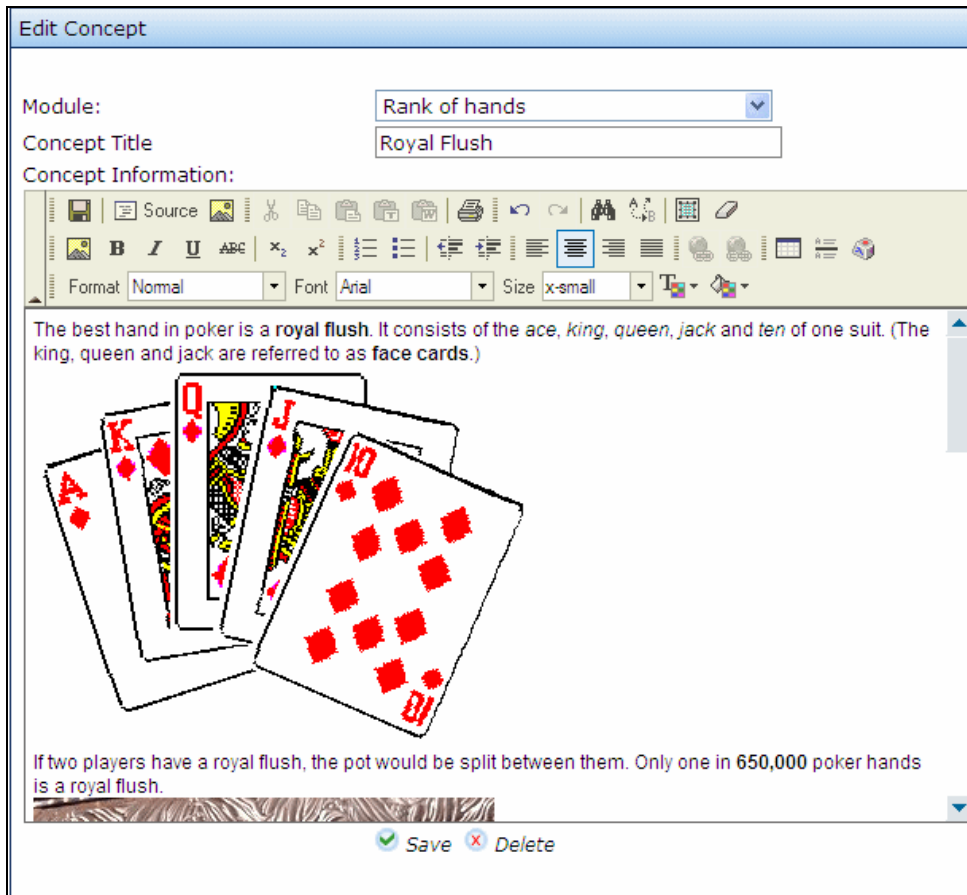 Edit Concept
Module: Rank of hands
Concept Title Royal Flush
Concept Information:
Source
B I U ABC x₂ x²
Format Normal Font Arial Size x-small
The best hand in poker is a royal flush. It consists of the ace, king, queen, jack and ten of one suit. (The
king, queen and jack are referred to as face cards.)
A K Q J 10
10
If two players have a royal flush, the pot would be split between them. Only one in 650,000 poker hands
is a royal flush.
Save Delete